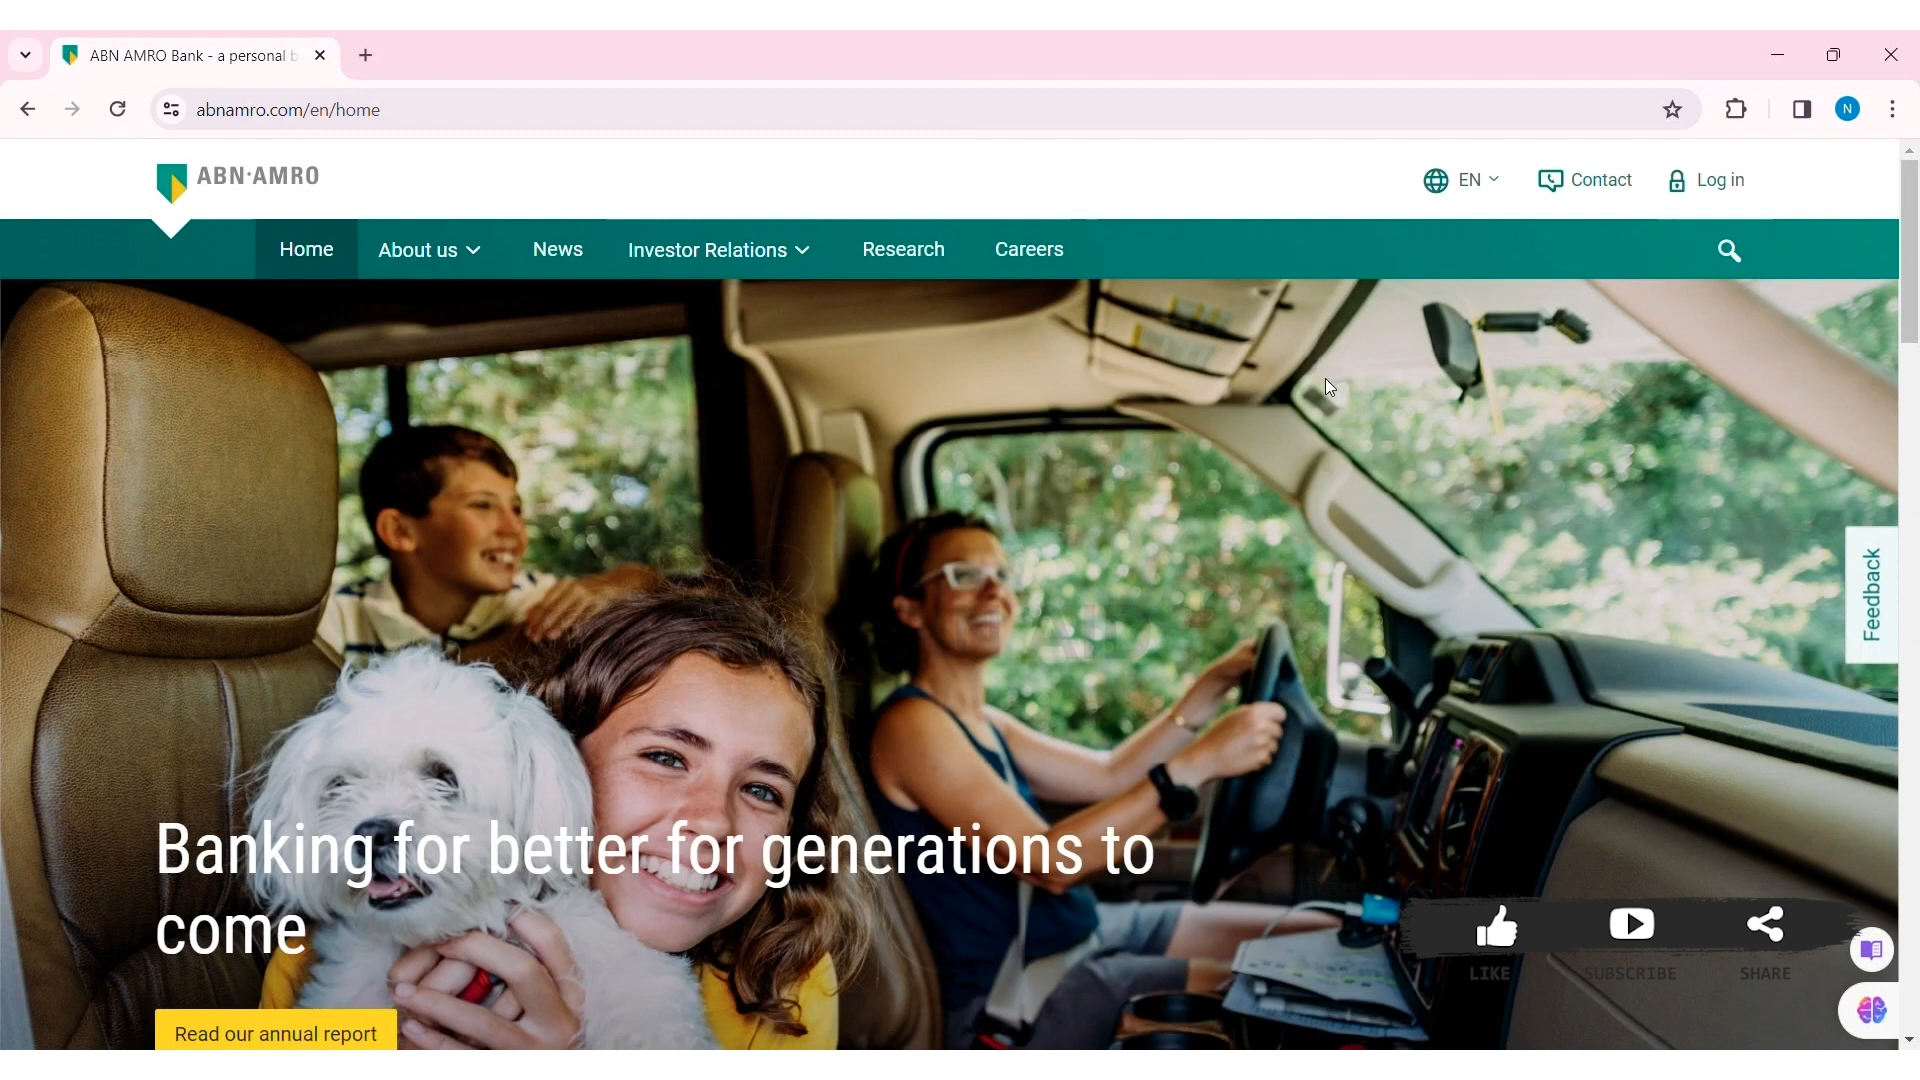 ABN AMRO Bank - a personal b
abnamro.com/en/home
N
ABN·AMRO
EN
Contact
Log in
Home
About us
News
Investor Relations
Research
Careers
Feedback
Banking for better for generations to
come
LIKE
SUBSCRIBE
SHARE
Read our annual report